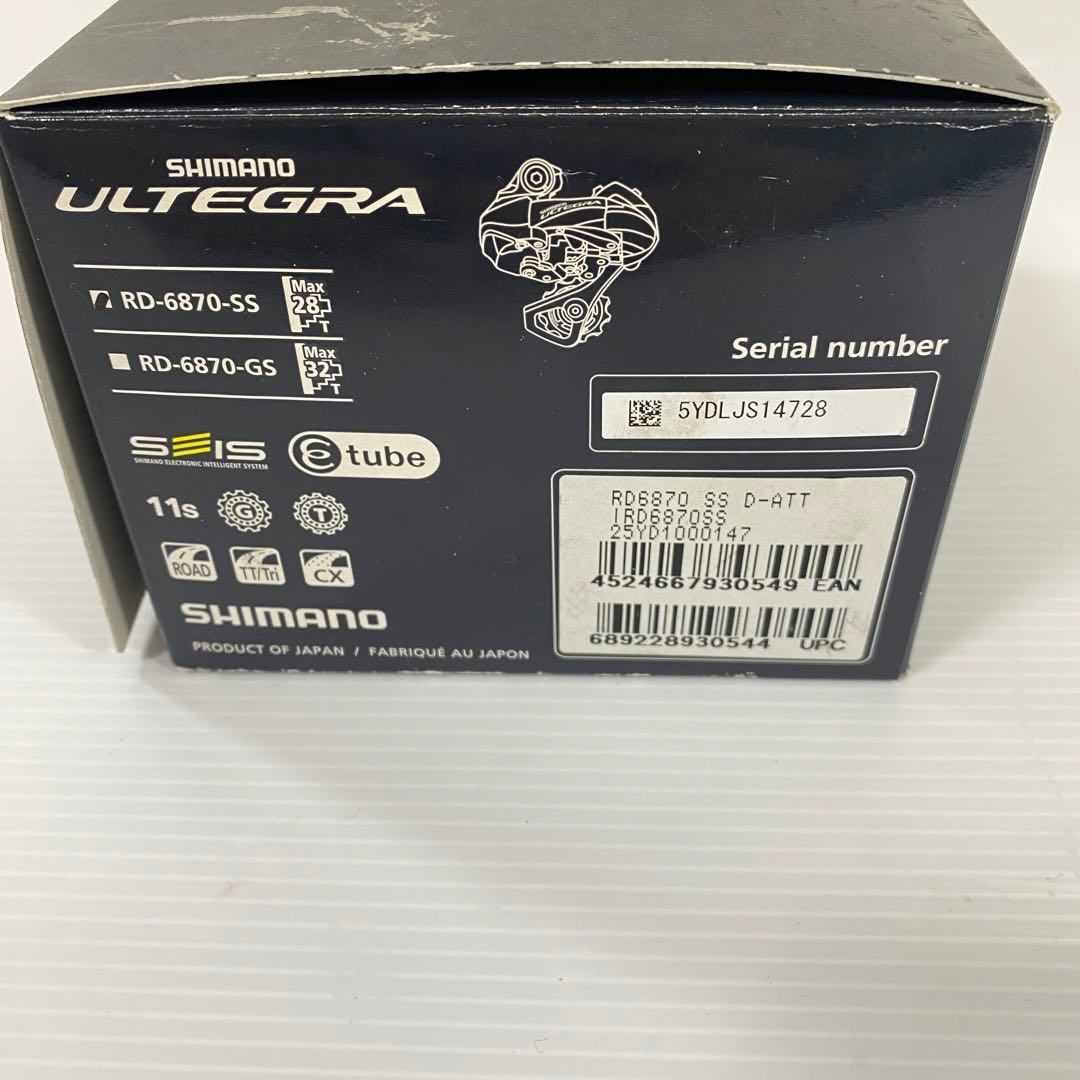 SHIMANO
ULTEGRA
ULTEGRA
RD-6870-SS Max 28 T
RD-6870-GS Max 32 T
Serial number
5YDLJS14728
SEIS
SHIMANO ELECTRONIC INTELLIGENT SYSTEM
E tube
RD6870 SS D-ATT
IRD6870SS
25YD1000147
4524667930549 EAN
689228930544 UPC
11s G T
ROAD TT/Tri CX
SHIMANO
PRODUCT OF JAPAN / FABRIQUÉ AU JAPON